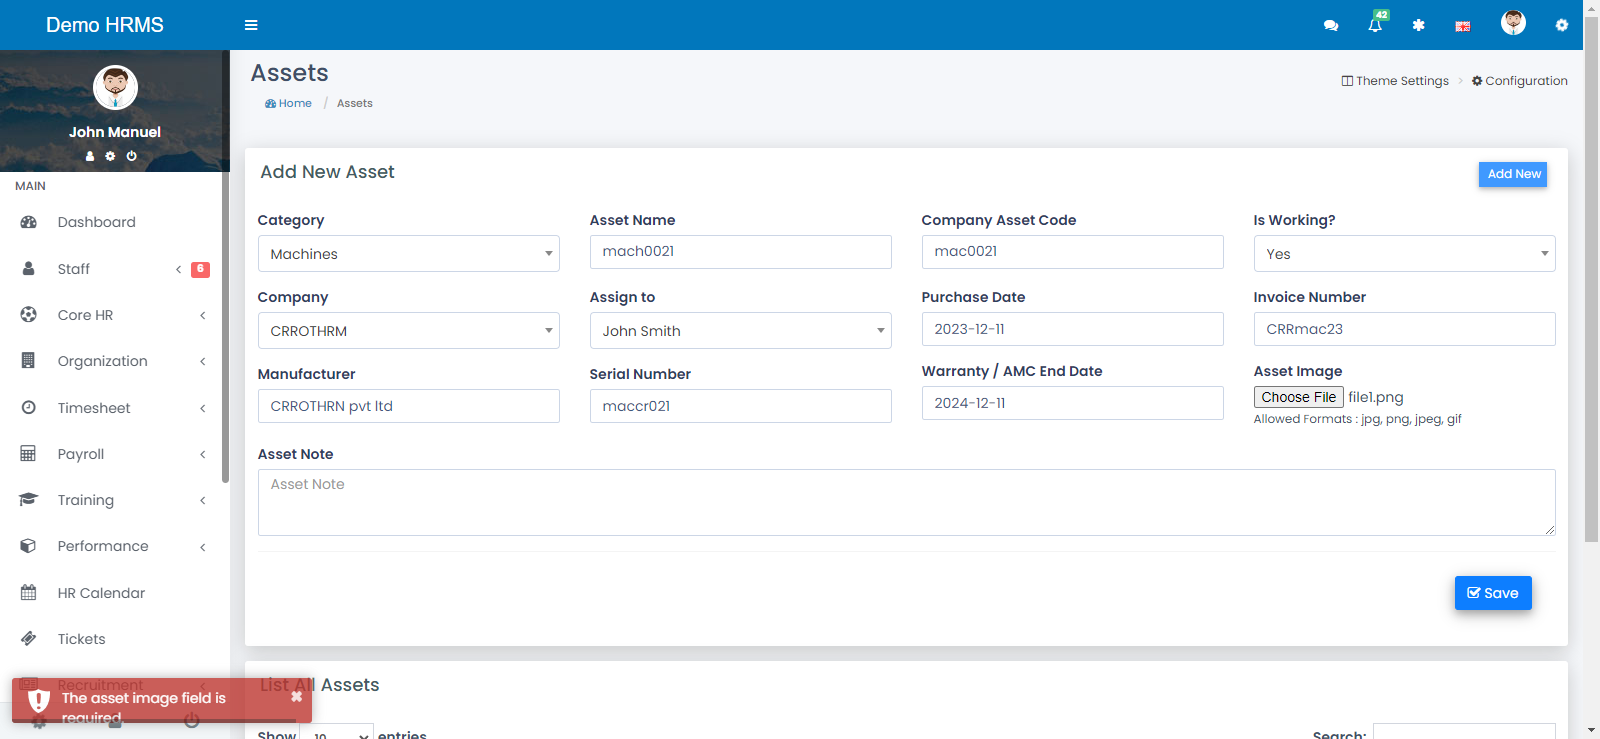 Demo HRMS
42
John Manuel
MAIN
Dashboard
Staff 6
Core HR
Organization
Timesheet
Payroll
Training
Performance
HR Calendar
Tickets
Recruitment
The asset image field is
required.
Assets
Home / Assets
Theme Settings > Configuration
Add New Asset
Add New
Category
Machines
Asset Name
mach0021
Company Asset Code
mac0021
Is Working?
Yes
Company
CRROTHRM
Assign to
John Smith
Purchase Date
2023-12-11
Invoice Number
CRRmac23
Manufacturer
CRROTHRN pvt ltd
Serial Number
maccr021
Warranty / AMC End Date
2024-12-11
Asset Image
Choose File file1.png
Allowed Formats : jpg, png, jpeg, gif
Asset Note
Asset Note
Save
List All Assets
Show 10 entries
Search: